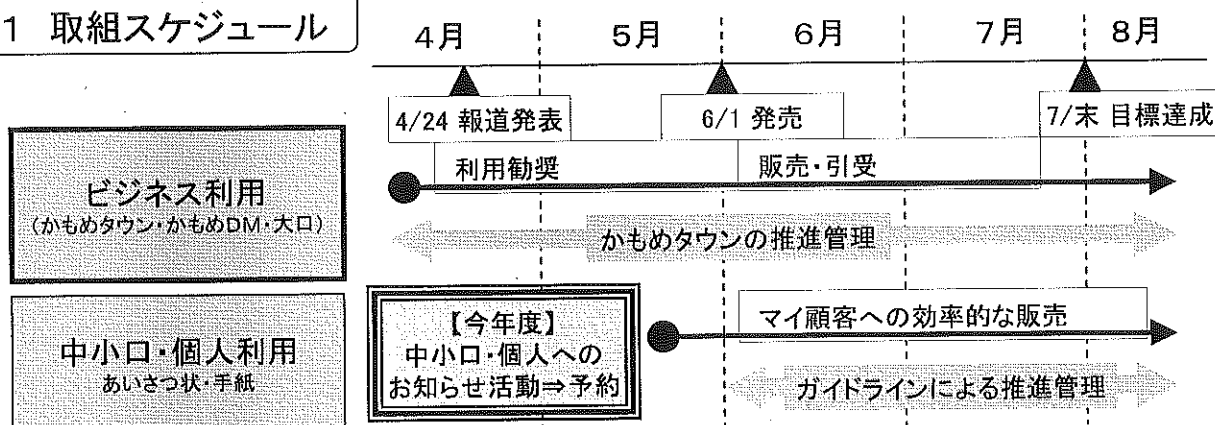 1 取組スケジュール
4月
5月
6月
7月
8月
4/24 報道発表
6/1 発売
7/末 目標達成
ビジネス利用
(かもめタウン・かもめDM・大口)
利用勧奨
販売・引受
かもめタウンの推進管理
中小口・個人利用
あいさつ状・手紙
【今年度】
中小口・個人への
お知らせ活動⇒予約
マイ顧客への効率的な販売
ガイドラインによる推進管理